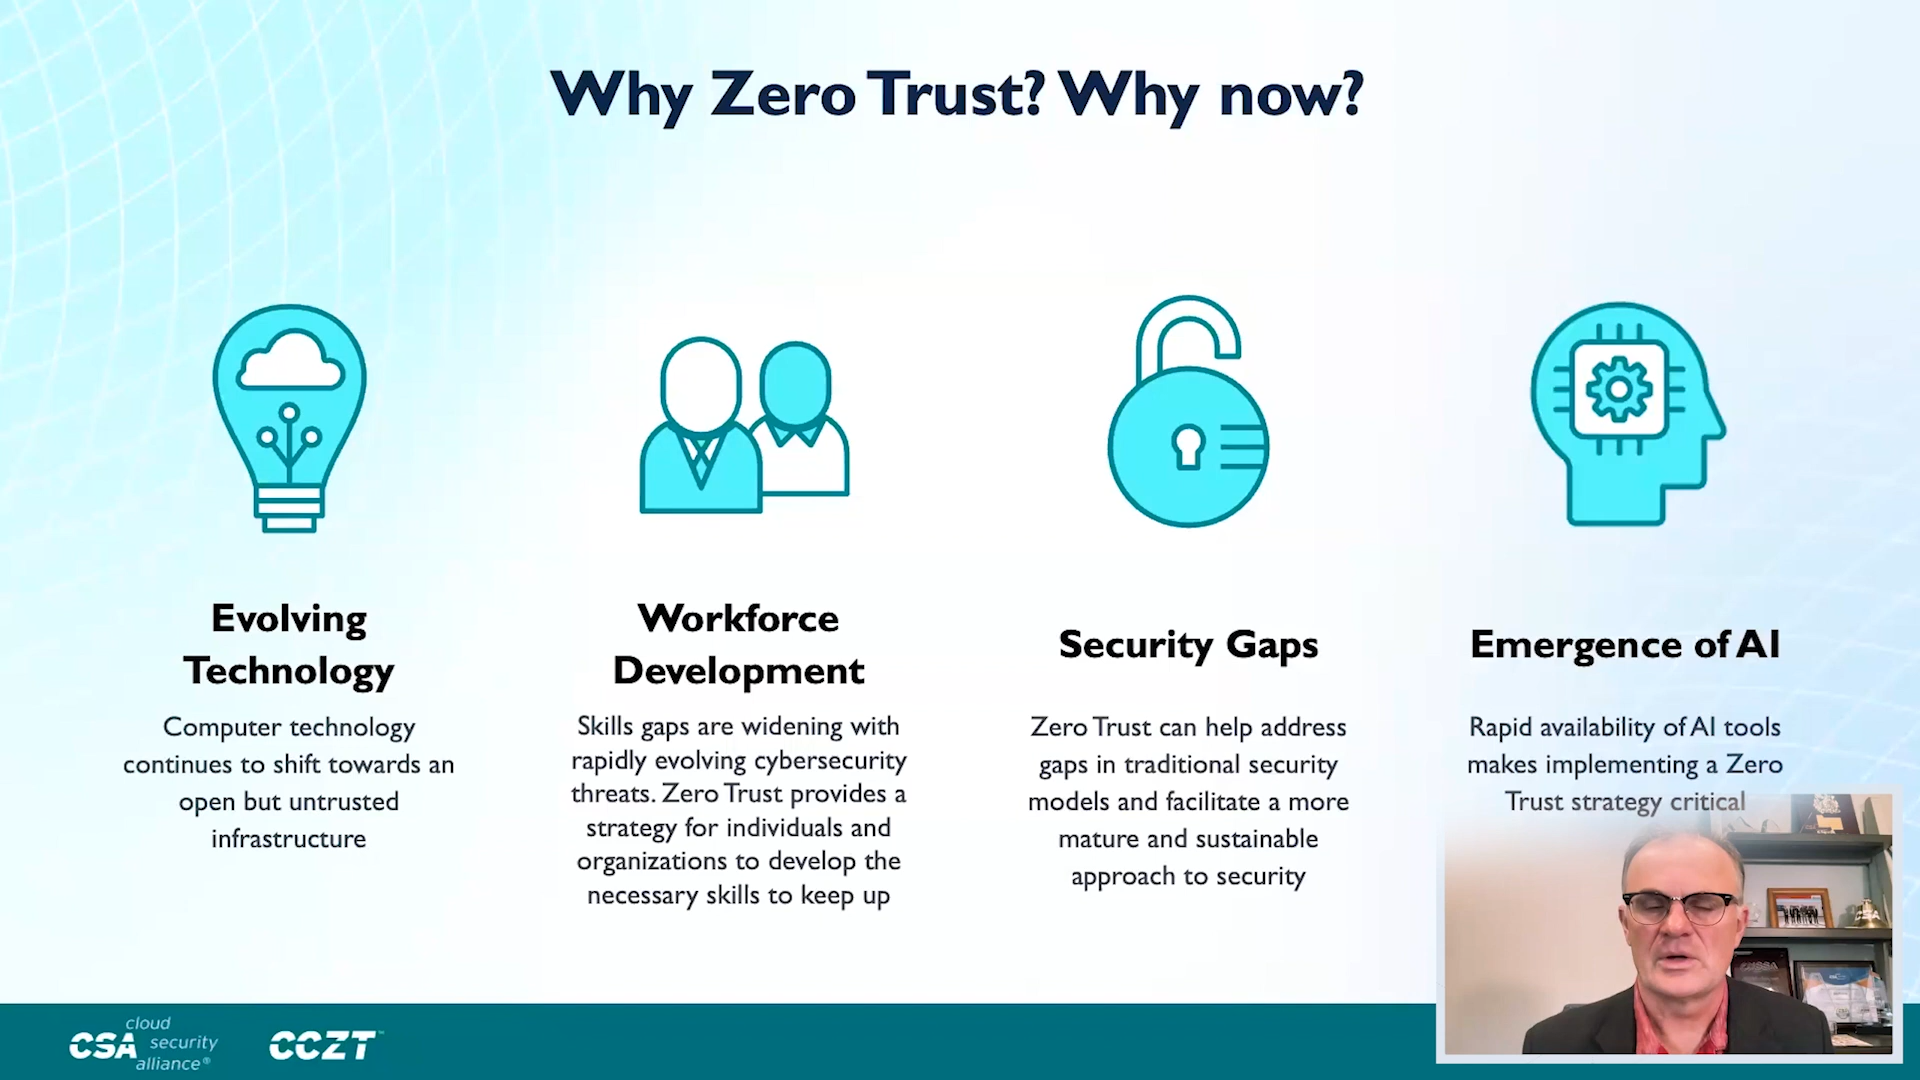 Why Zero Trust? Why now?
Evolving
Technology
Computer technology
continues to shift towards an
open but untrusted
infrastructure
Workforce
Development
Skills gaps are widening with
rapidly evolving cybersecurity
threats. Zero Trust provides a
strategy for individuals and
organizations to develop the
necessary skills to keep up
Security Gaps
Zero Trust can help address
gaps in traditional security
models and facilitate a more
mature and sustainable
approach to security
Emergence of AI
Rapid availability of AI tools
makes implementing a Zero
Trust strategy critical
CSA cloud
security
alliance®
CCZT™